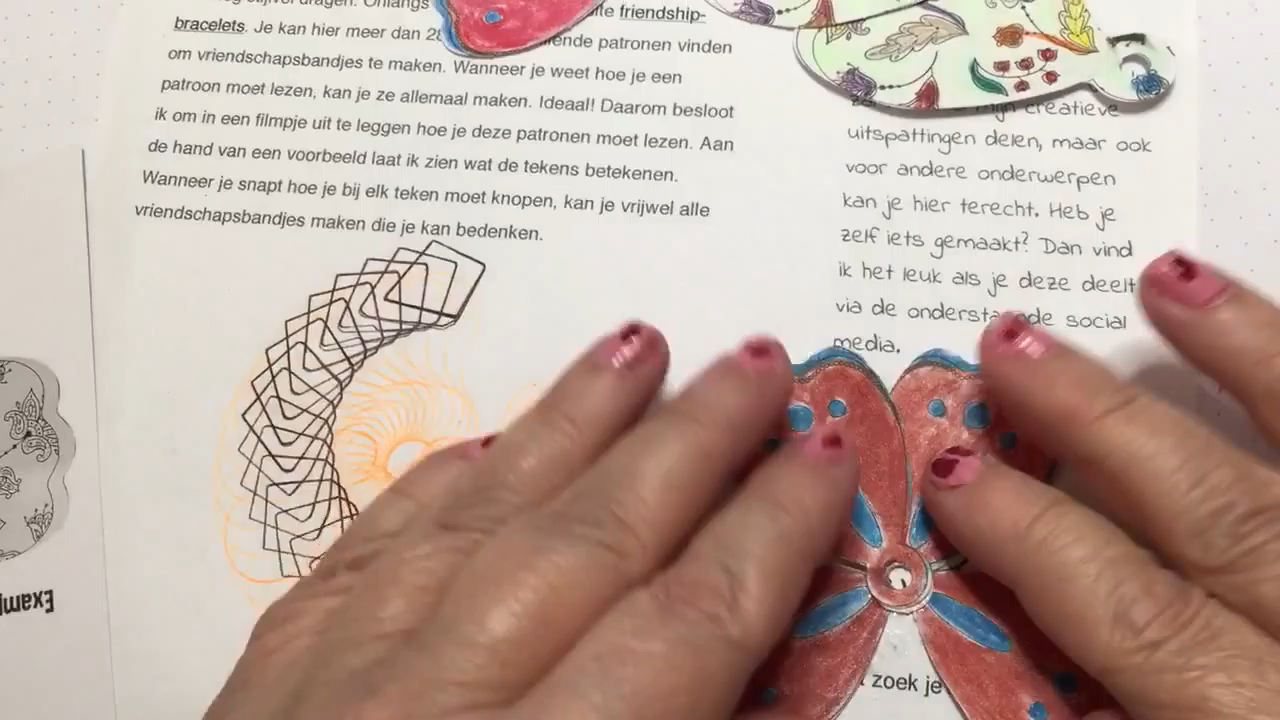 friendship-
bracelets. Je kan hier meer dan patronen vinden
om vriendschapsbandjes te maken. Wanneer je weet hoe je een
patroon moet lezen, kan je ze allemaal maken. Ideaal! Daarom besloot
ik om in een filmpje uit te leggen hoe je deze patronen moet lezen. Aan
de hand van een voorbeeld laat ik zien wat de tekens betekenen.
Wanneer je snapt hoe je bij elk teken moet knopen, kan je vrijwel alle
vriendschapsbandjes maken die je kan bedenken.
mijn creatieve
uitspattingen delen, maar ook
voor andere onderwerpen
kan je hier terecht. Heb je
zelf iets gemaakt? Dan vind
ik het leuk als je deze deelt
via de onderstaande social
media.
zoek je